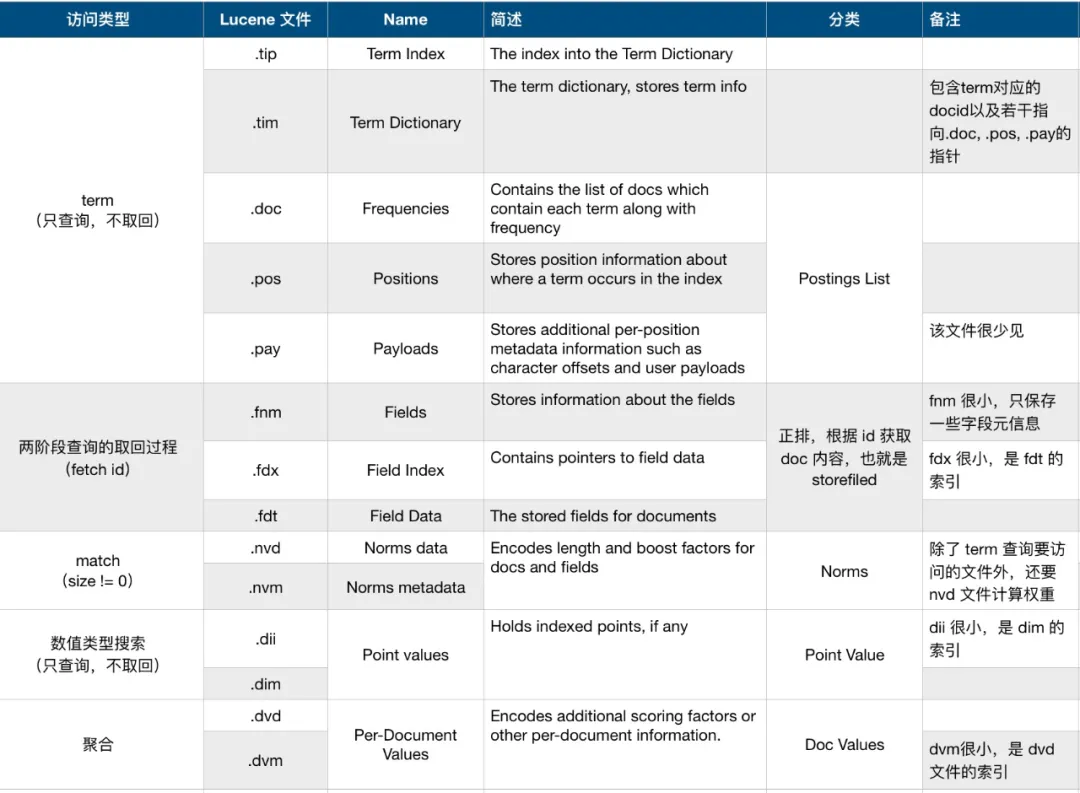 访问类型
Lucene 文件
Name
简述
分类
备注
term
（只查询，不取回）
.tip
Term Index
The index into the Term Dictionary
.tim
Term Dictionary
The term dictionary, stores term info
包含term对应的
docid以及若干指
向.doc, .pos, .pay的
指针
.doc
Frequencies
Contains the list of docs which
contain each term along with
frequency
Postings List
.pos
Positions
Stores position information about
where a term occurs in the index
.pay
Payloads
Stores additional per-position
metadata information such as
character offsets and user payloads
该文件很少见
两阶段查询的取回过程
（fetch id）
.fnm
Fields
Stores information about the fields
正排，根据 id 获取
doc 内容，也就是
storefiled
fnm 很小，只保存
一些字段元信息
.fdx
Field Index
Contains pointers to field data
fdx 很小，是 fdt 的
索引
.fdt
Field Data
The stored fields for documents
match
（size != 0）
.nvd
Norms data
Encodes length and boost factors for
docs and fields
Norms
除了 term 查询要访
问的文件外，还要
nvd 文件计算权重
.nvm
Norms metadata
数值类型搜索
（只查询，不取回）
.dii
Point values
Holds indexed points, if any
Point Value
dii 很小，是 dim 的
索引
.dim
聚合
.dvd
Per-Document
Values
Encodes additional scoring factors or
other per-document information.
Doc Values
.dvm
dvm很小，是 dvd
文件的索引